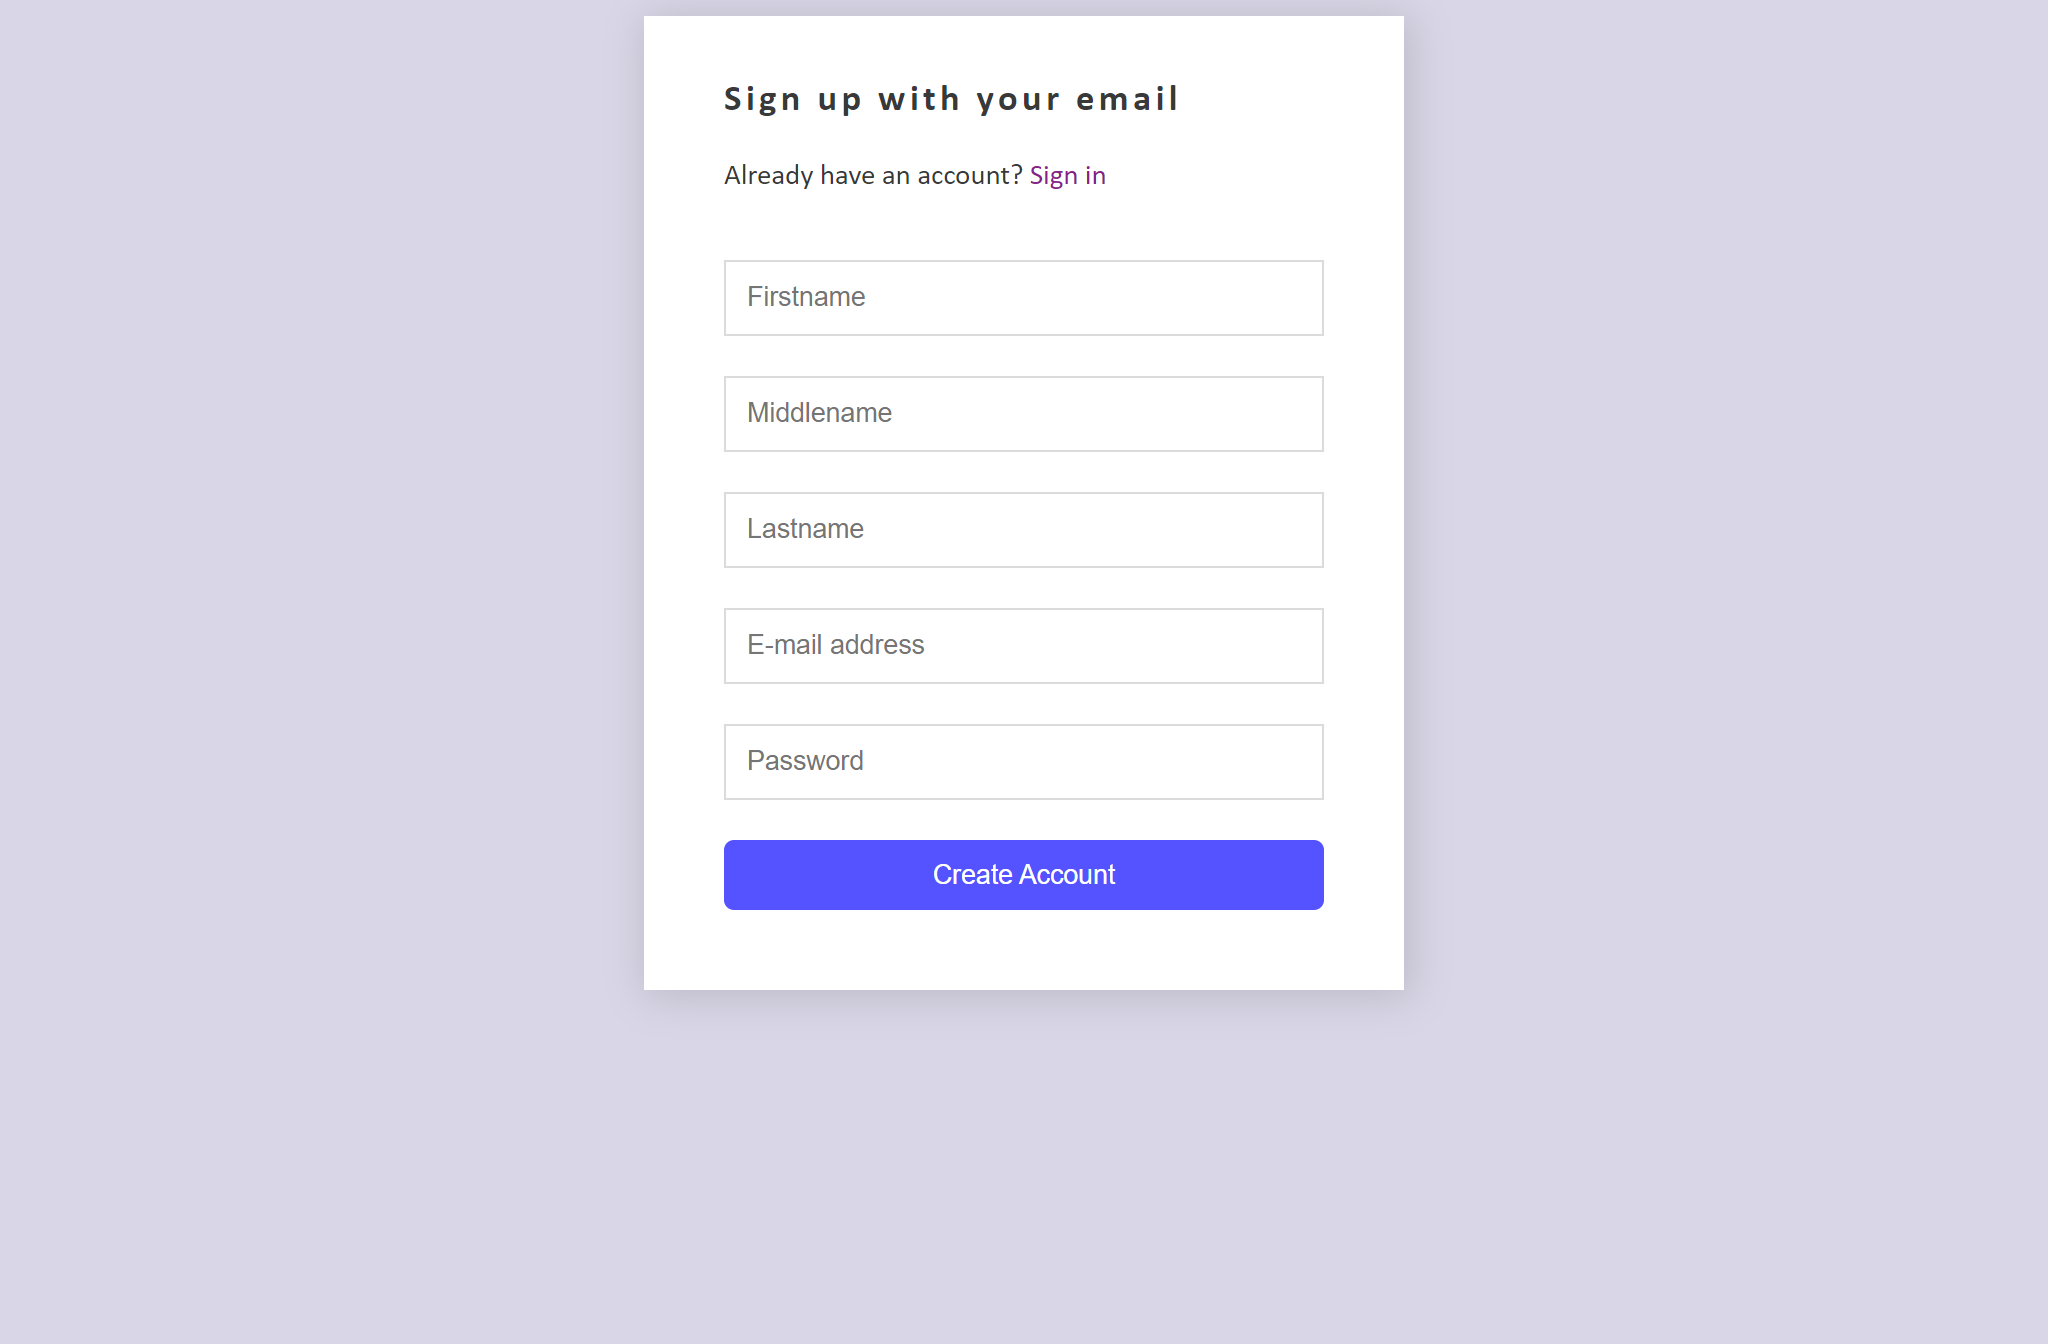 Sign up with your email
Already have an account? Sign in
Firstname
Middlename
Lastname
E-mail address
Password
Create Account